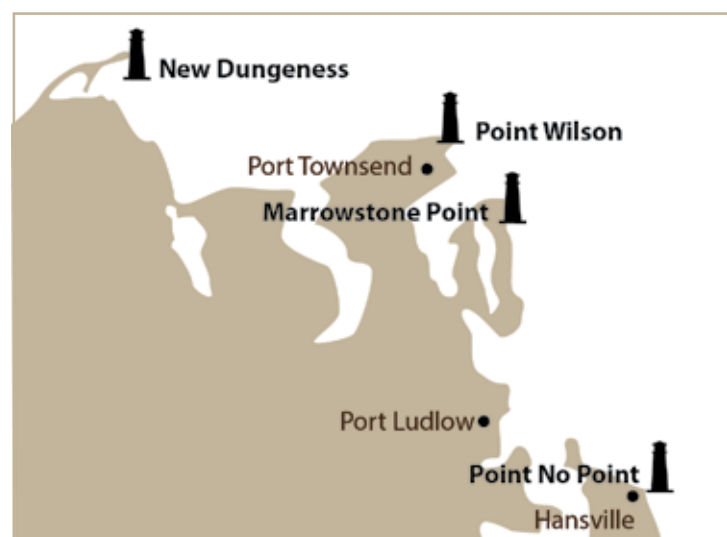 New Dungeness
Point Wilson
Port Townsend
Marrowstone Point
Port Ludlow
Point No Point
Hansville